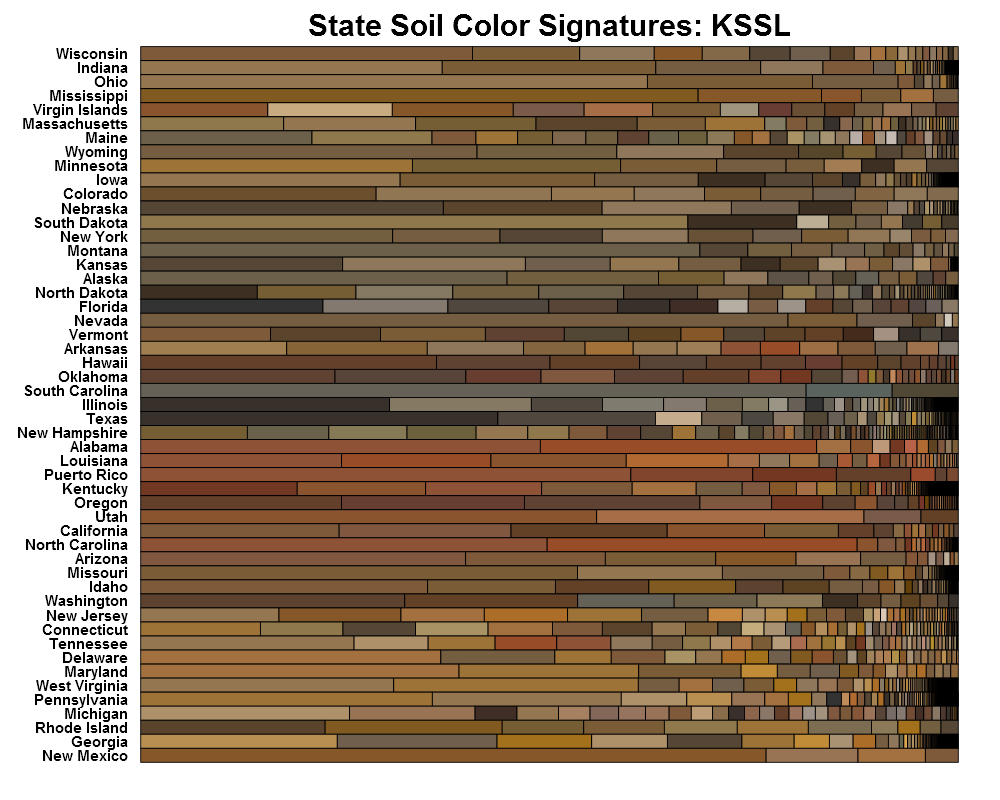 State Soil Color Signatures: KSSL
Wisconsin
Indiana
Ohio
Mississippi
Virgin Islands
Massachusetts
Maine
Wyoming
Minnesota
Iowa
Colorado
Nebraska
South Dakota
New York
Montana
Kansas
Alaska
North Dakota
Florida
Nevada
Vermont
Arkansas
Hawaii
Oklahoma
South Carolina
Illinois
Texas
New Hampshire
Alabama
Louisiana
Puerto Rico
Kentucky
Oregon
Utah
California
North Carolina
Arizona
Missouri
Idaho
Washington
New Jersey
Connecticut
Tennessee
Delaware
Maryland
West Virginia
Pennsylvania
Michigan
Rhode Island
Georgia
New Mexico